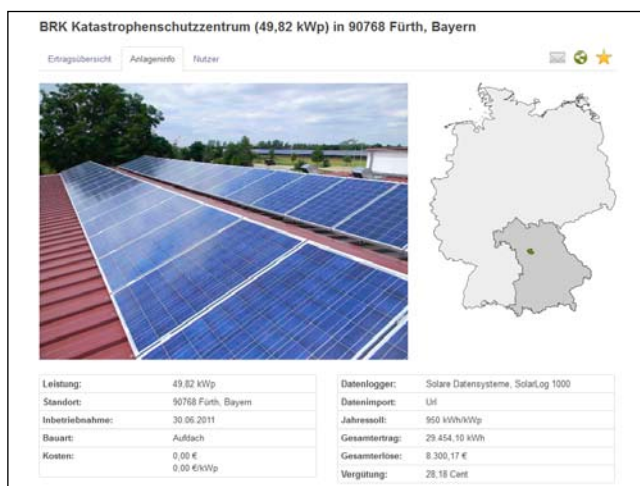 BRK Katastrophenschutzzentrum (49,82 kWp) in 90768 Fürth, Bayern
Ertragsübersicht Anlageninfo Nutzer
Leistung: 49,82 kWp
Standort: 90768 Fürth, Bayern
Inbetriebnahme: 30.06.2011
Bauart: Aufdach
Kosten: 0,00 €
0,00 €/kWp
Datenlogger: Solare Datensysteme, SolarLog 1000
Datenimport: Url
Jahressoll: 950 kWh/kWp
Gesamtertrag: 29.454,10 kWh
Gesamterlöse: 8.300,17 €
Vergütung: 28,18 Cent